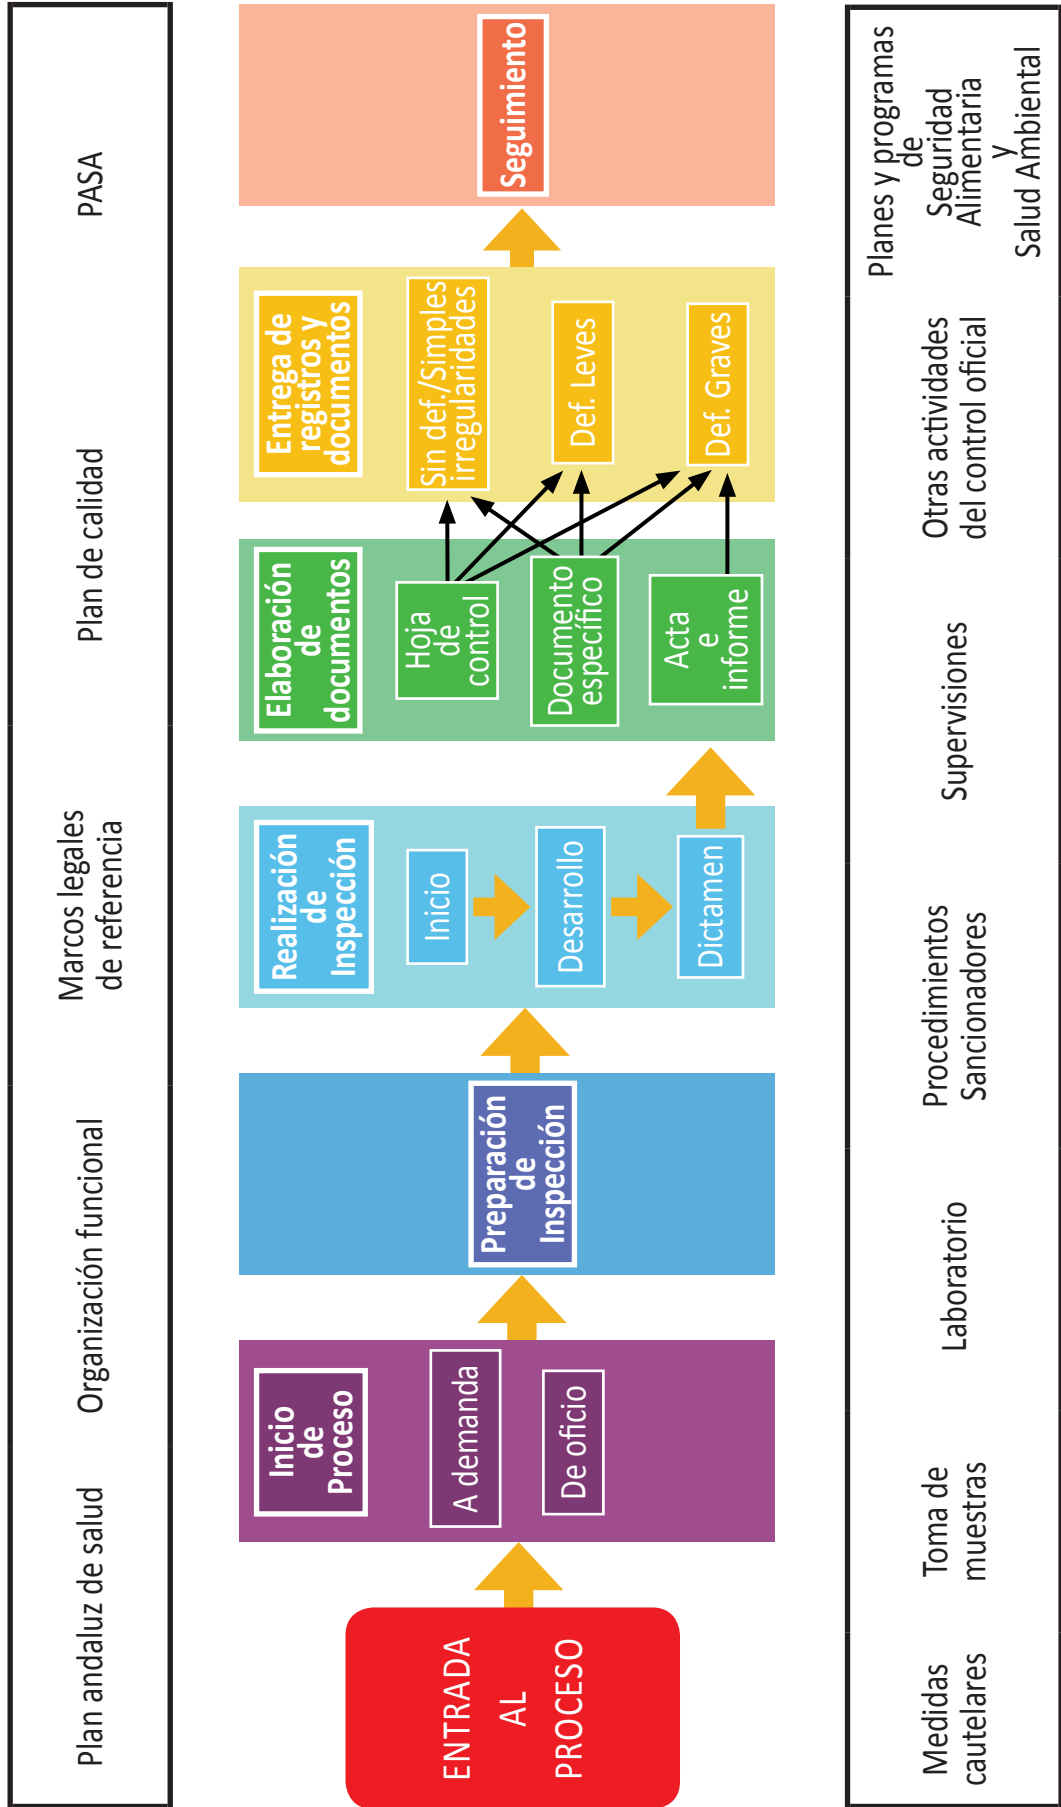 Plan andaluz de salud
Organización funcional
Marcos legales
de referencia
Plan de calidad
PASA
ENTRADA
AL
PROCESO
Inicio
de
Proceso
A demanda
De oficio
Preparación
de
Inspección
Realización
de
Inspección
Inicio
Desarrollo
Dictamen
Elaboración
de
documentos
Hoja
de
control
Documento
específico
Acta
e
informe
Entrega de
registros y
documentos
Sin def./Simples
irregularidades
Def. Leves
Def. Graves
Seguimiento
Medidas
cautelares
Toma de
muestras
Laboratorio
Procedimientos
Sancionadores
Supervisiones
Otras actividades
del control oficial
Planes y programas
de
Seguridad
Alimentaria
y
Salud Ambiental